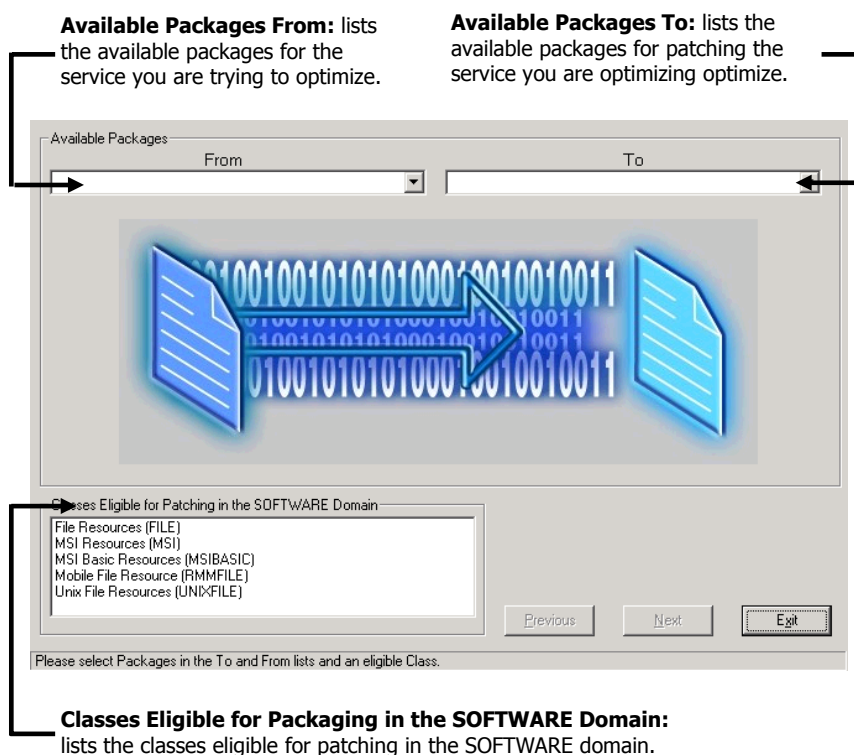 Available Packages From: lists
the available packages for the
service you are trying to optimize.
Available Packages To: lists the
available packages for patching the
service you are optimizing optimize.
Available Packages
From
To
Classes Eligible for Patching in the SOFTWARE Domain
File Resources (FILE)
MSI Resources (MSI)
MSI Basic Resources (MSIBASIC)
Mobile File Resource (RMMFILE)
Unix File Resources (UNIXFILE)
Previous
Next
Exit
Please select Packages in the To and From lists and an eligible Class.
Classes Eligible for Packaging in the SOFTWARE Domain:
lists the classes eligible for patching in the SOFTWARE domain.